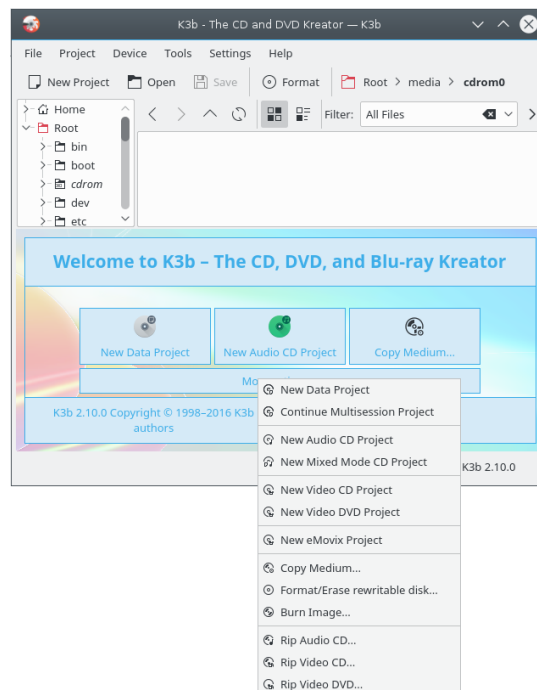 K3b - The CD and DVD Kreator — K3b
File Project Device Tools Settings Help
New Project Open Save Format Root > media > cdrom0
Home
Root
bin
boot
cdrom
dev
etc
Filter: All Files
Welcome to K3b – The CD, DVD, and Blu-ray Kreator
New Data Project New Audio CD Project Copy Medium...
K3b 2.10.0 Copyright © 1998–2016 K3b
authors
K3b 2.10.0
New Data Project
Continue Multisession Project
New Audio CD Project
New Mixed Mode CD Project
New Video CD Project
New Video DVD Project
New eMovix Project
Copy Medium...
Format/Erase rewritable disk...
Burn Image...
Rip Audio CD...
Rip Video CD...
Rip Video DVD...